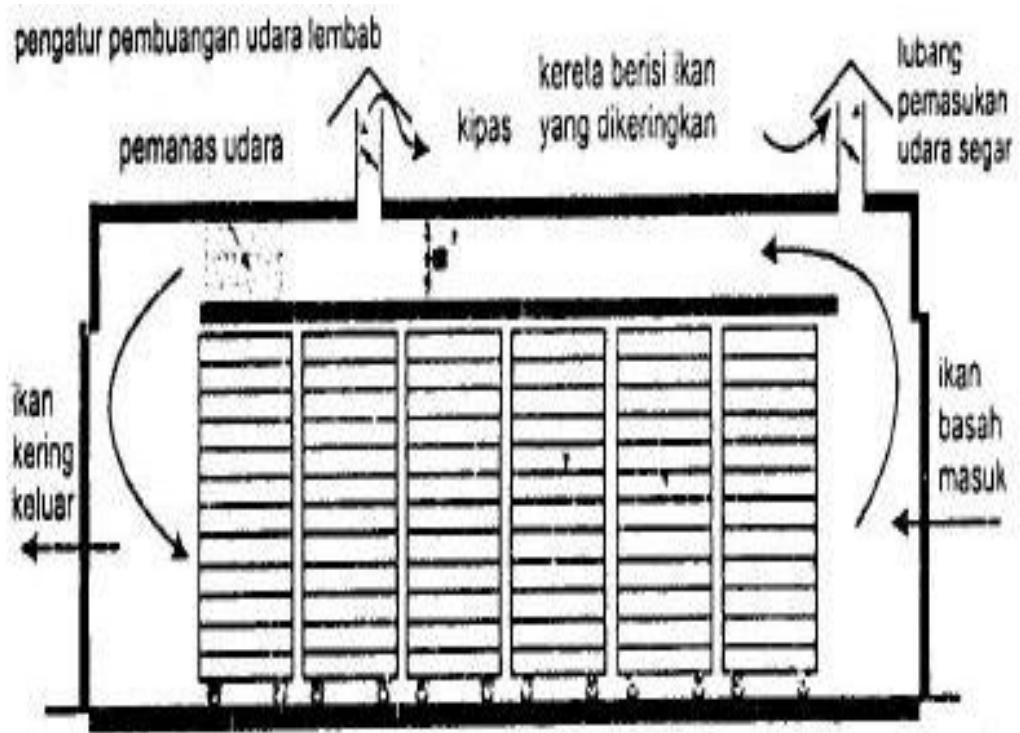 pengatur pembuangan udara lembab
pemanas udara
kipas
kereta berisi ikan
yang dikeringkan
lubang
pemasukan
udara segar
ikan
kering
keluar
ikan
basah
masuk